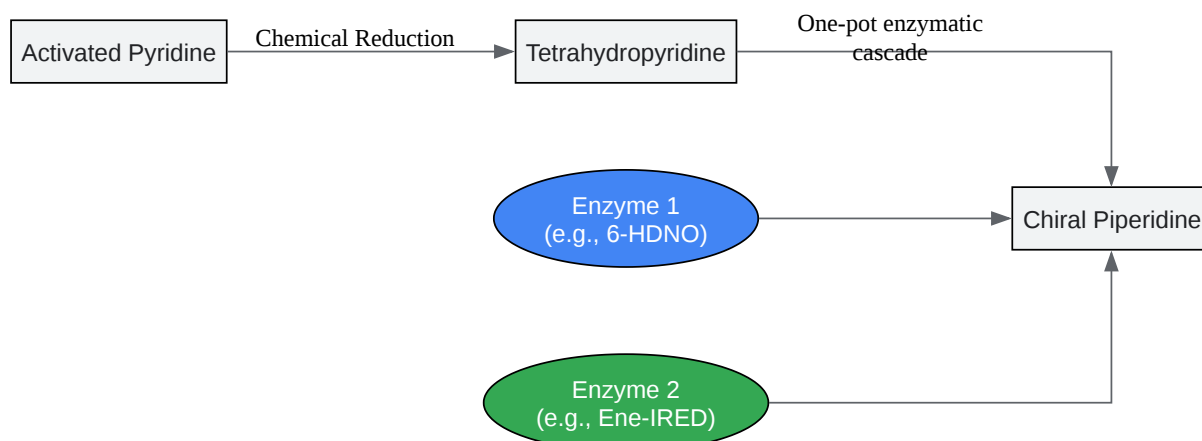 Activated Pyridine
Chemical Reduction
Tetrahydropyridine
One-pot enzymatic
cascade
Enzyme 1
(e.g., 6-HDNO)
Chiral Piperidine
Enzyme 2
(e.g., Ene-IRED)